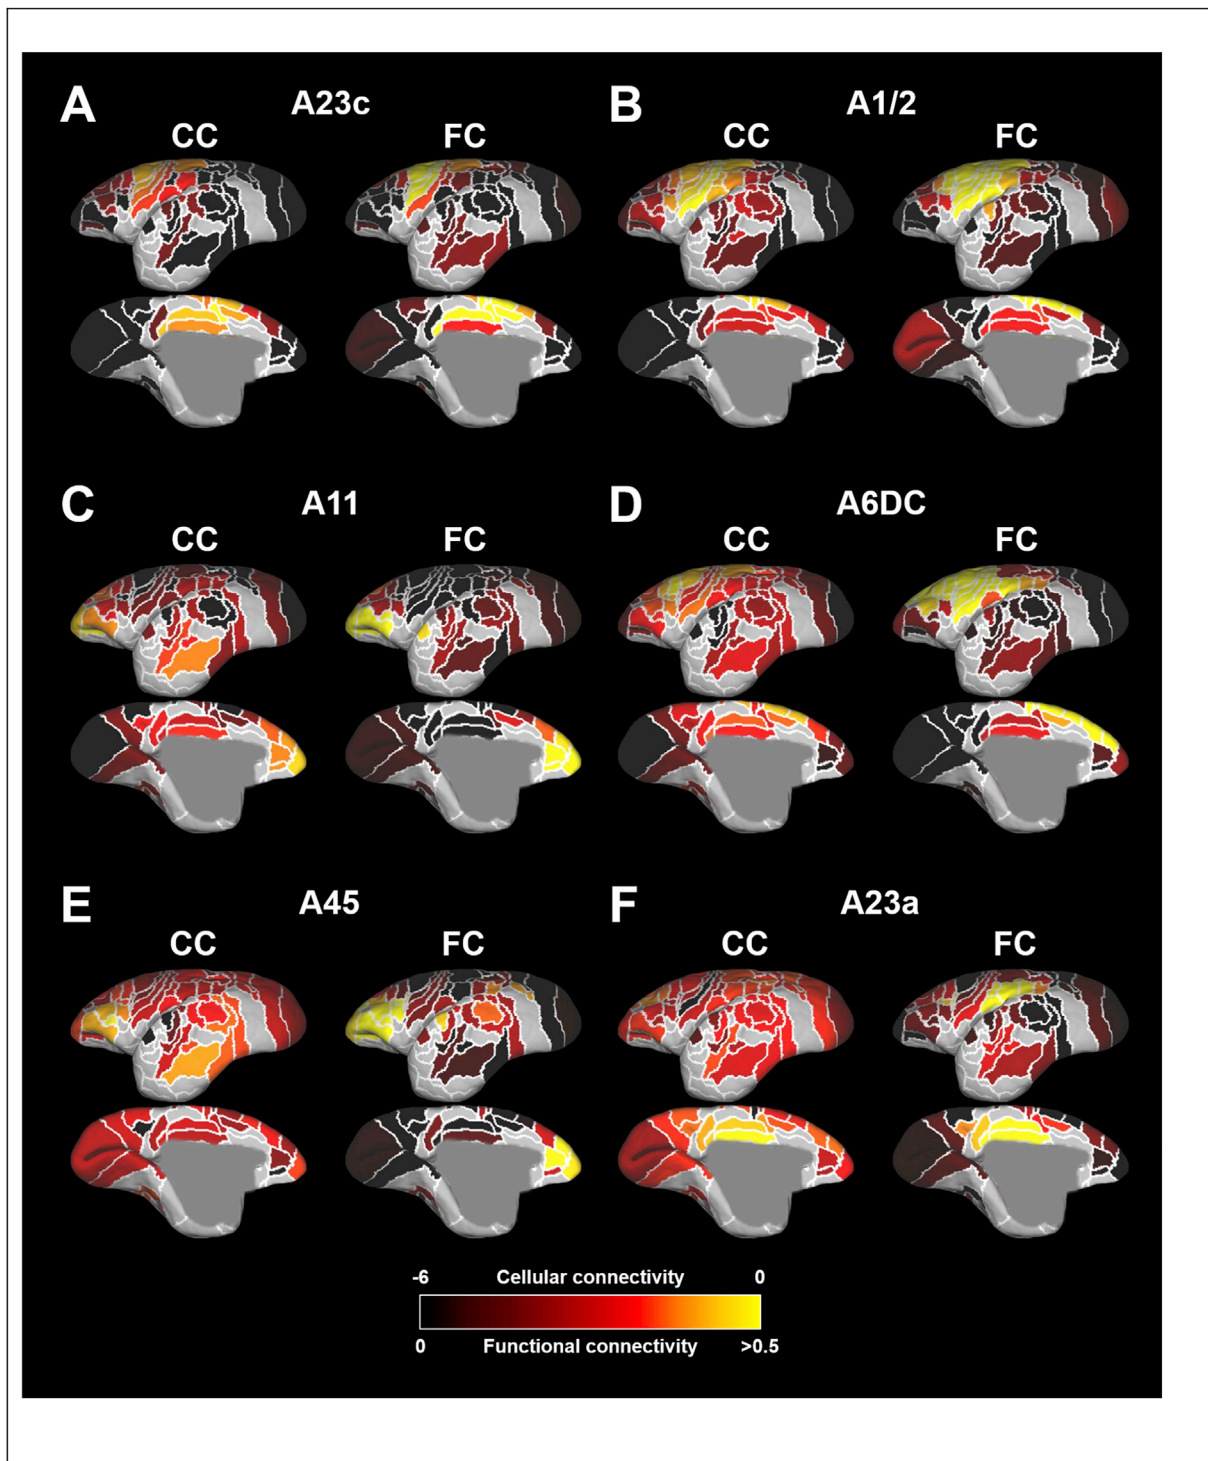 A A23c
CC FC
B A1/2
CC FC
C A11
CC FC
D A6DC
CC FC
E A45
CC FC
F A23a
CC FC
-6 Cellular connectivity 0
0 Functional connectivity >0.5